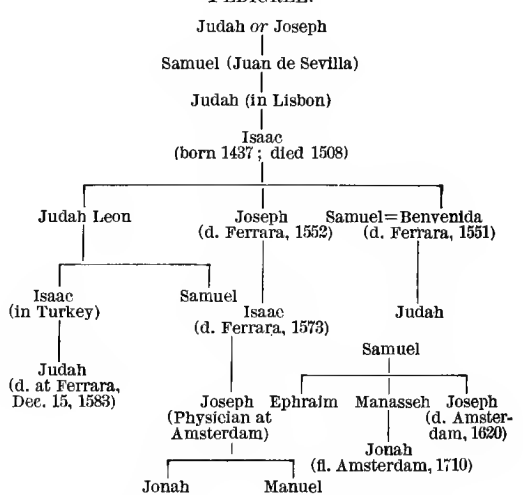 PEDIGREE.
Judah or Joseph
Samuel (Juan de Sevilla)
Judah (in Lisbon)
Isaac
(born 1437; died 1508)
Judah Leon
Joseph
(d. Ferrara, 1552)
Samuel=Benvenida
(d. Ferrara, 1551)
Isaac
(in Turkey)
Samuel
Isaac
(d. Ferrara, 1573)
Judah
Judah
(d. at Ferrara,
Dec. 15, 1583)
Samuel
Joseph
(Physician at
Amsterdam)
Ephraim
Manasseh
Joseph
(d. Amster-
dam, 1620)
Jonah
(fl. Amsterdam, 1710)
Jonah
Manuel